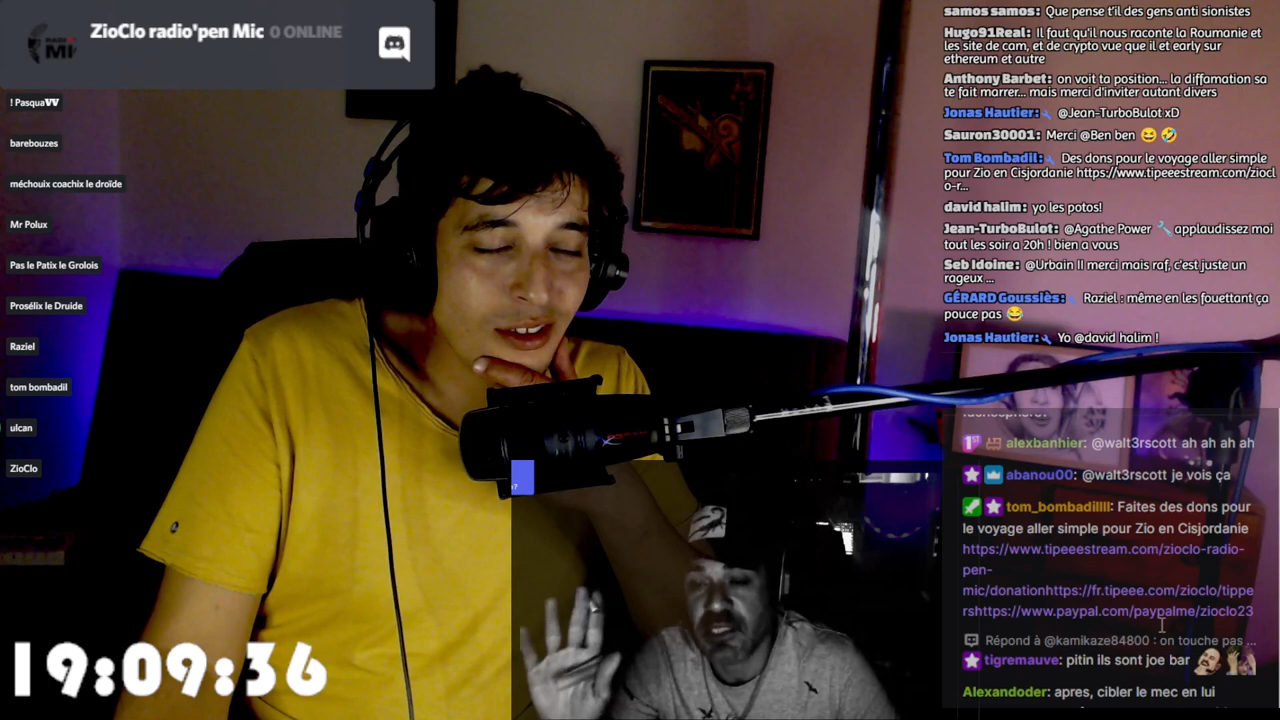 ZioClo radio'pen Mic 0 ONLINE
MI
! PasquaVV
barebouzes
méchouix coachix le droïde
Mr Polux
Pas le Patix le Grolois
Prosélix le Druide
Raziel
tom bombadil
ulcan
ZioClo
19:09:36
samos samos: Que pense t'il des gens anti sionistes
Hugo91Real: Il faut qu'il nous raconte la Roumanie et
les site de cam, et de crypto vue que il et early sur
ethereum et autre
Anthony Barbet: on voit ta position... la diffamation sa
te fait marrer... mais merci d'inviter autant divers
Jonas Hautier: @Jean-TurboBulot xD
Sauron30001: Merci @Ben ben 😆 🤣
Tom Bombadil: Des dons pour le voyage aller simple
pour Zio en Cisjordanie https://www.tipeeestream.com/ziocl
o-r...
david halim: yo les potos!
Jean-TurboBulot: @Agathe Power 🔧 applaudissez moi
tout les soir a 20h ! bien a vous
Seb Idoine: @Urbain II merci mais raf, c'est juste un
rageux ...
GÉRARD Goussiès: Raziel : même en les fouettant ça
pouce pas 😂
Jonas Hautier: Yo @david halim !
1ST alexbanhier: @walt3rscott ah ah ah ah
abanou00: @walt3rscott je vois ça
tom_bombadilllll: Faites des dons pour
le voyage aller simple pour Zio en Cisjordanie
https://www.tipeeestream.com/zioclo-radio-
pen-
mic/donationhttps://fr.tipeee.com/zioclo/tippe
rshttps://www.paypal.com/paypalme/zioclo23
Répond à @kamikaze84800 : on touche pas ...
tigremauve: pitin ils sont joe bar
Alexandoder: apres, cibler le mec en lui